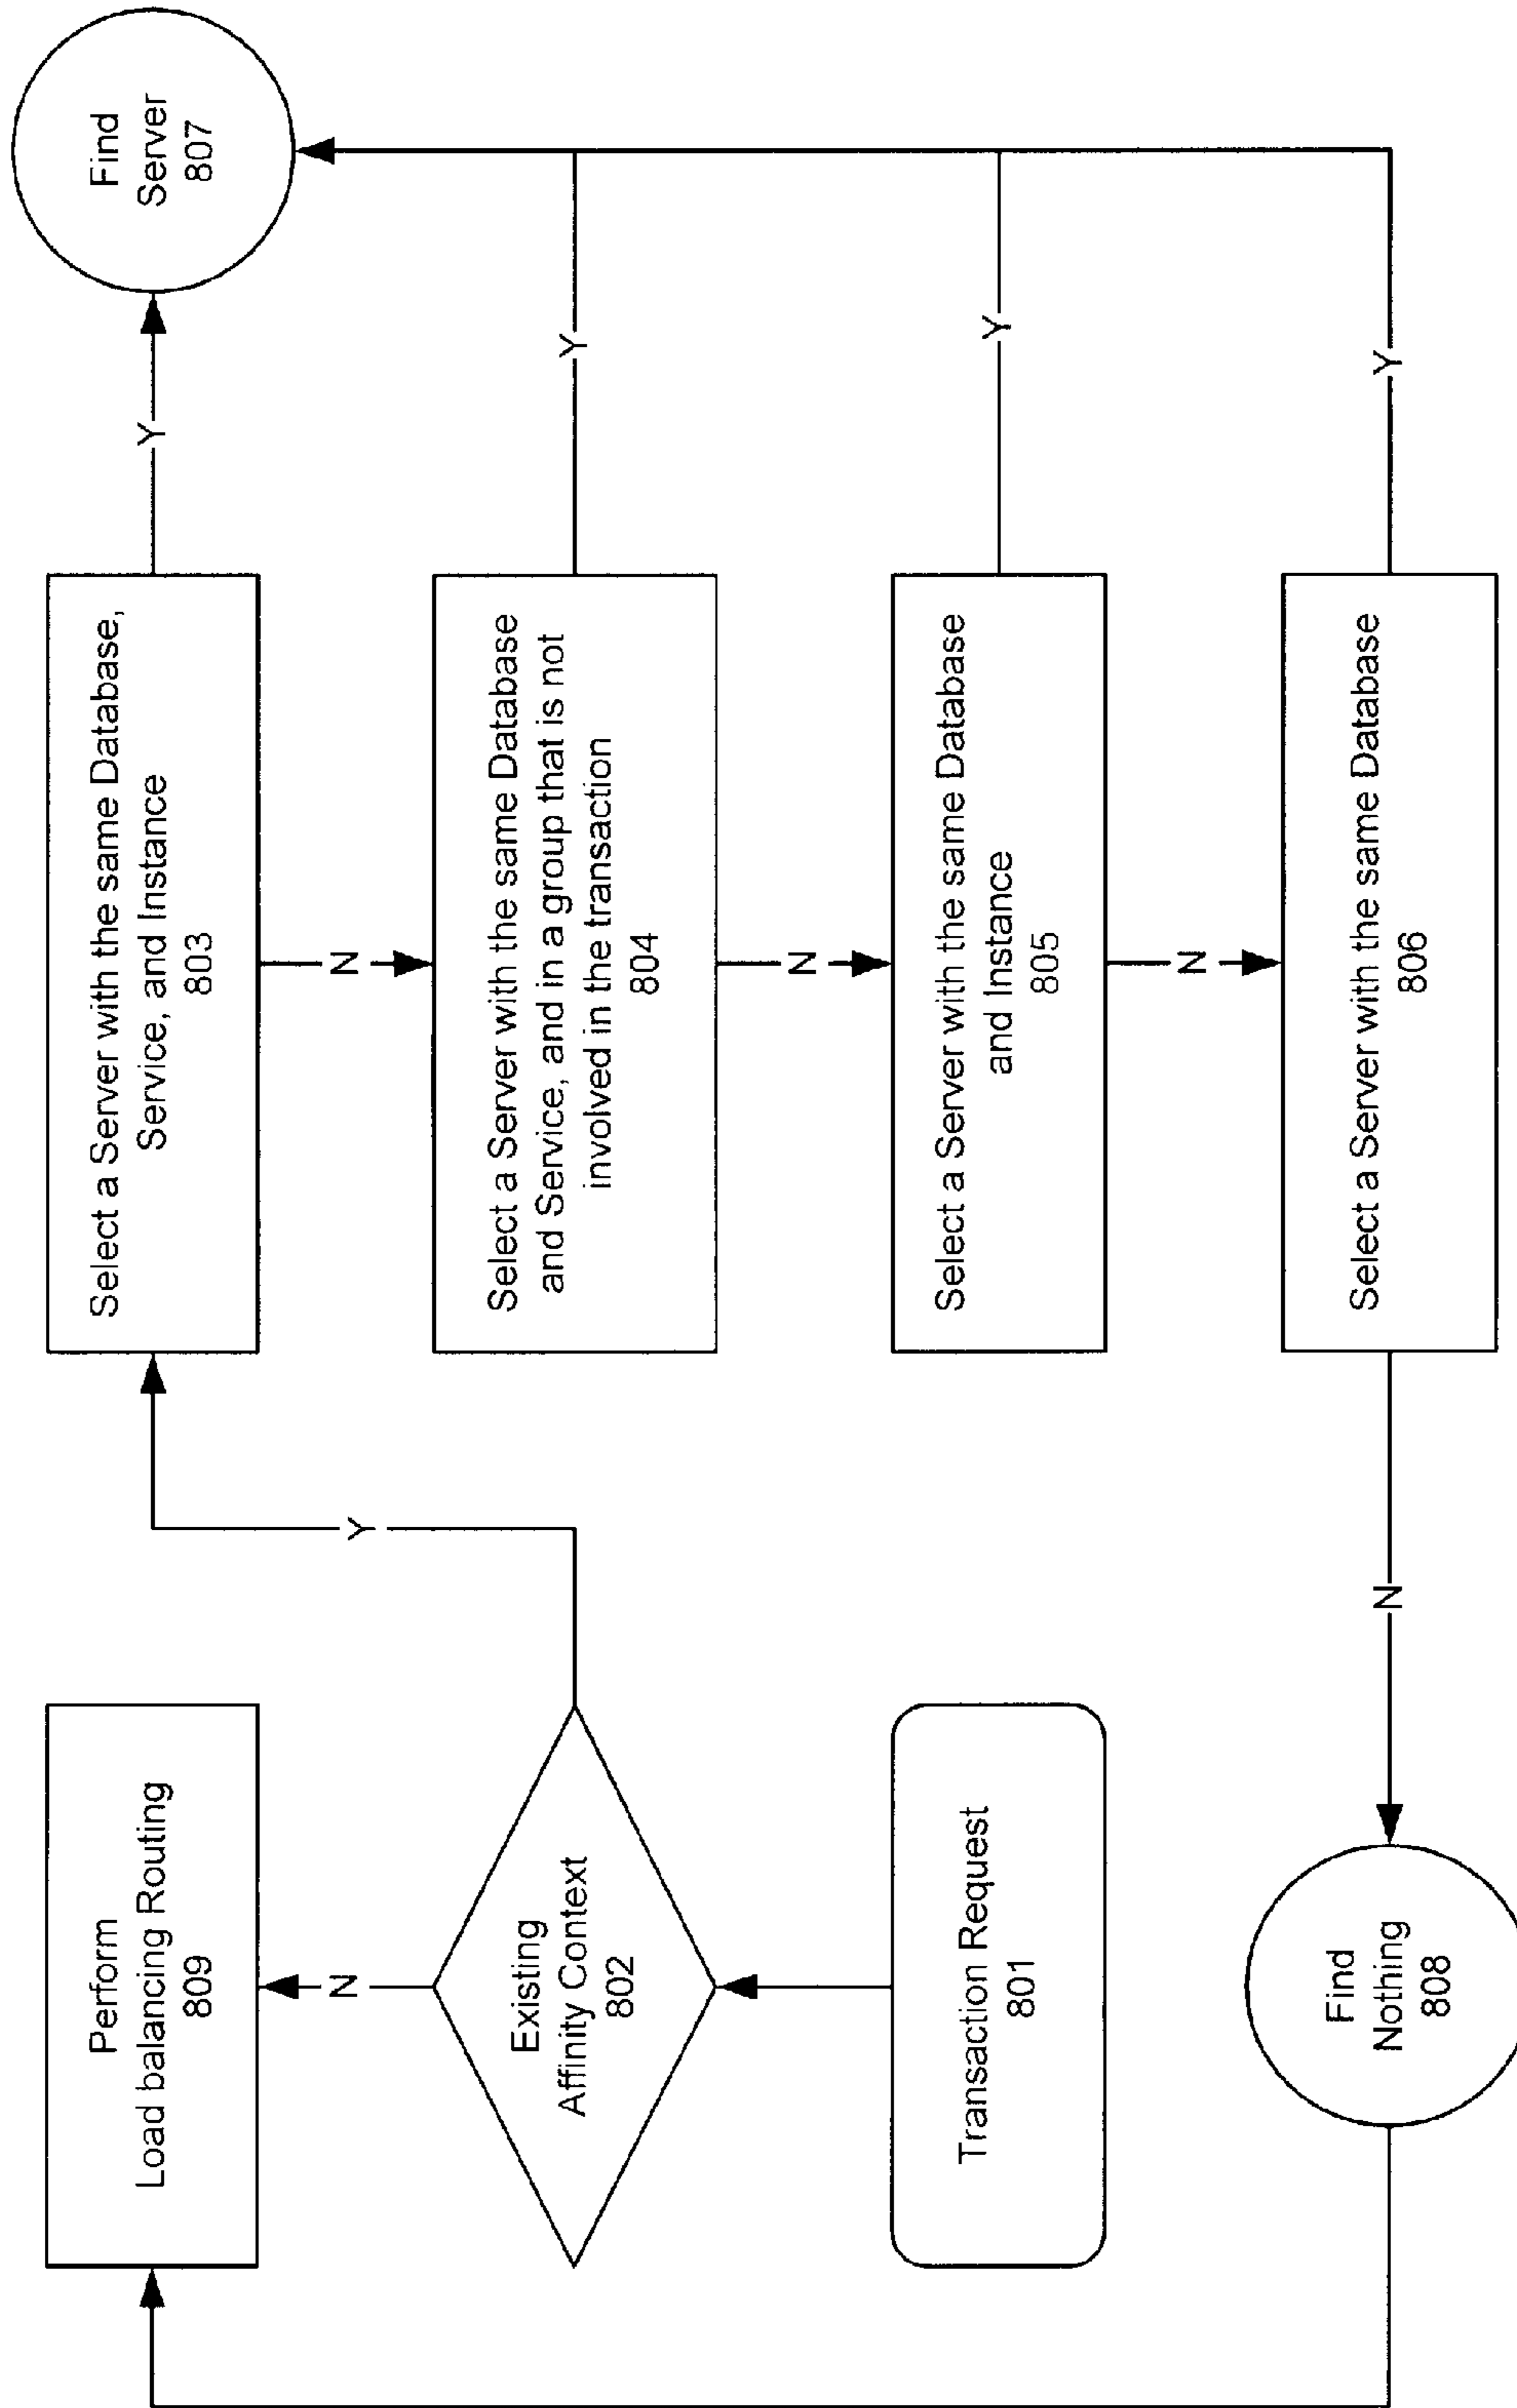 Perform
Load balancing Routing
809
N
Existing
Affinity Context
802
Y
Transaction Request
801
Find
Nothing
808
N
Select a Server with the same Database,
Service, and Instance
803
N
Select a Server with the same Database
and Service, and in a group that is not
involved in the transaction
804
N
Select a Server with the same Database
and Instance
805
N
Select a Server with the same Database
806
Y
Y
Y
Y
Find
Server
807